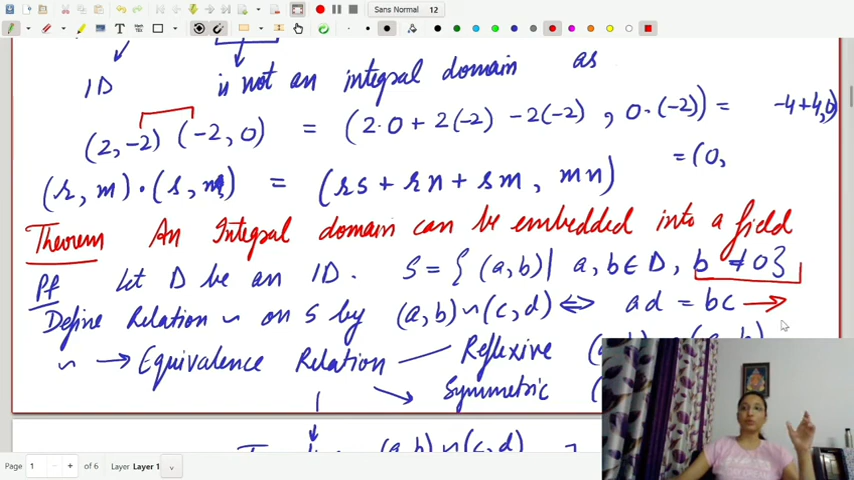 Sans Normal 12
ID is not an integral domain as
(2, -2) (-2, 0) = (2·0 + 2(-2) - 2(-2), 0·(-2)) = -4+4, 0)
= (0,
(r, m) · (s, n) = (rs + rn + sm, mn)
Theorem An Integral domain can be embedded into a field
Pf Let D be an ID. S = { (a, b) | a, b ∈ D, b ≠ 0 }
Define Relation ~ on S by (a, b) ~ (c, d) ⇔ ad = bc →
~ → Equivalence Relation — Reflexive
Symmetric (
(a, b) ~ (c, d)
Page 1 of 6 Layer Layer 1